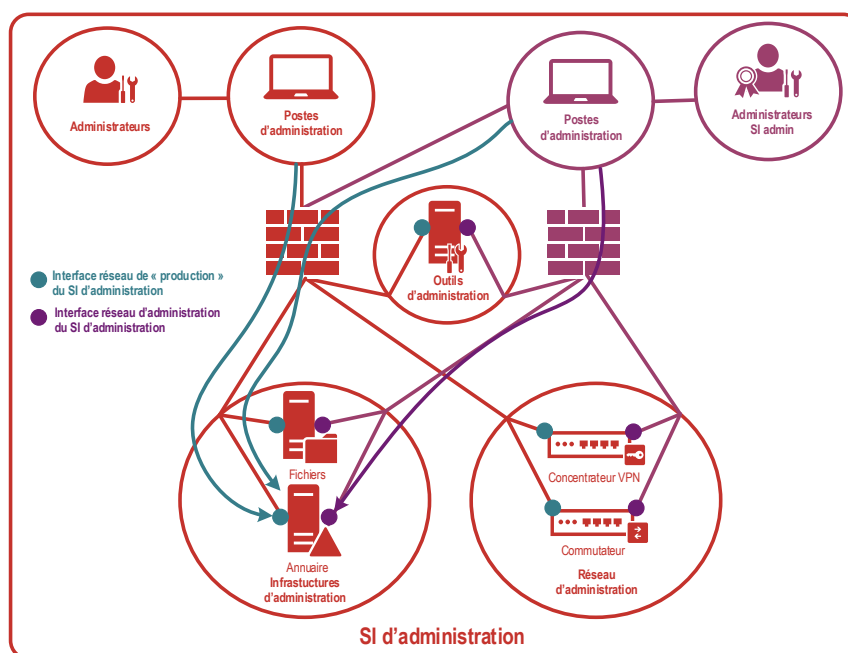 Administrateurs
Postes
d'administration
Postes
d'administration
Administrateurs
SI admin
Interface réseau de « production »
du SI d'administration
Interface réseau d'administration
du SI d'administration
Outils
d'administration
Fichiers
Annuaire
Infrastuctures
d'administration
Concentrateur VPN
Commutateur
Réseau
d'administration
SI d'administration